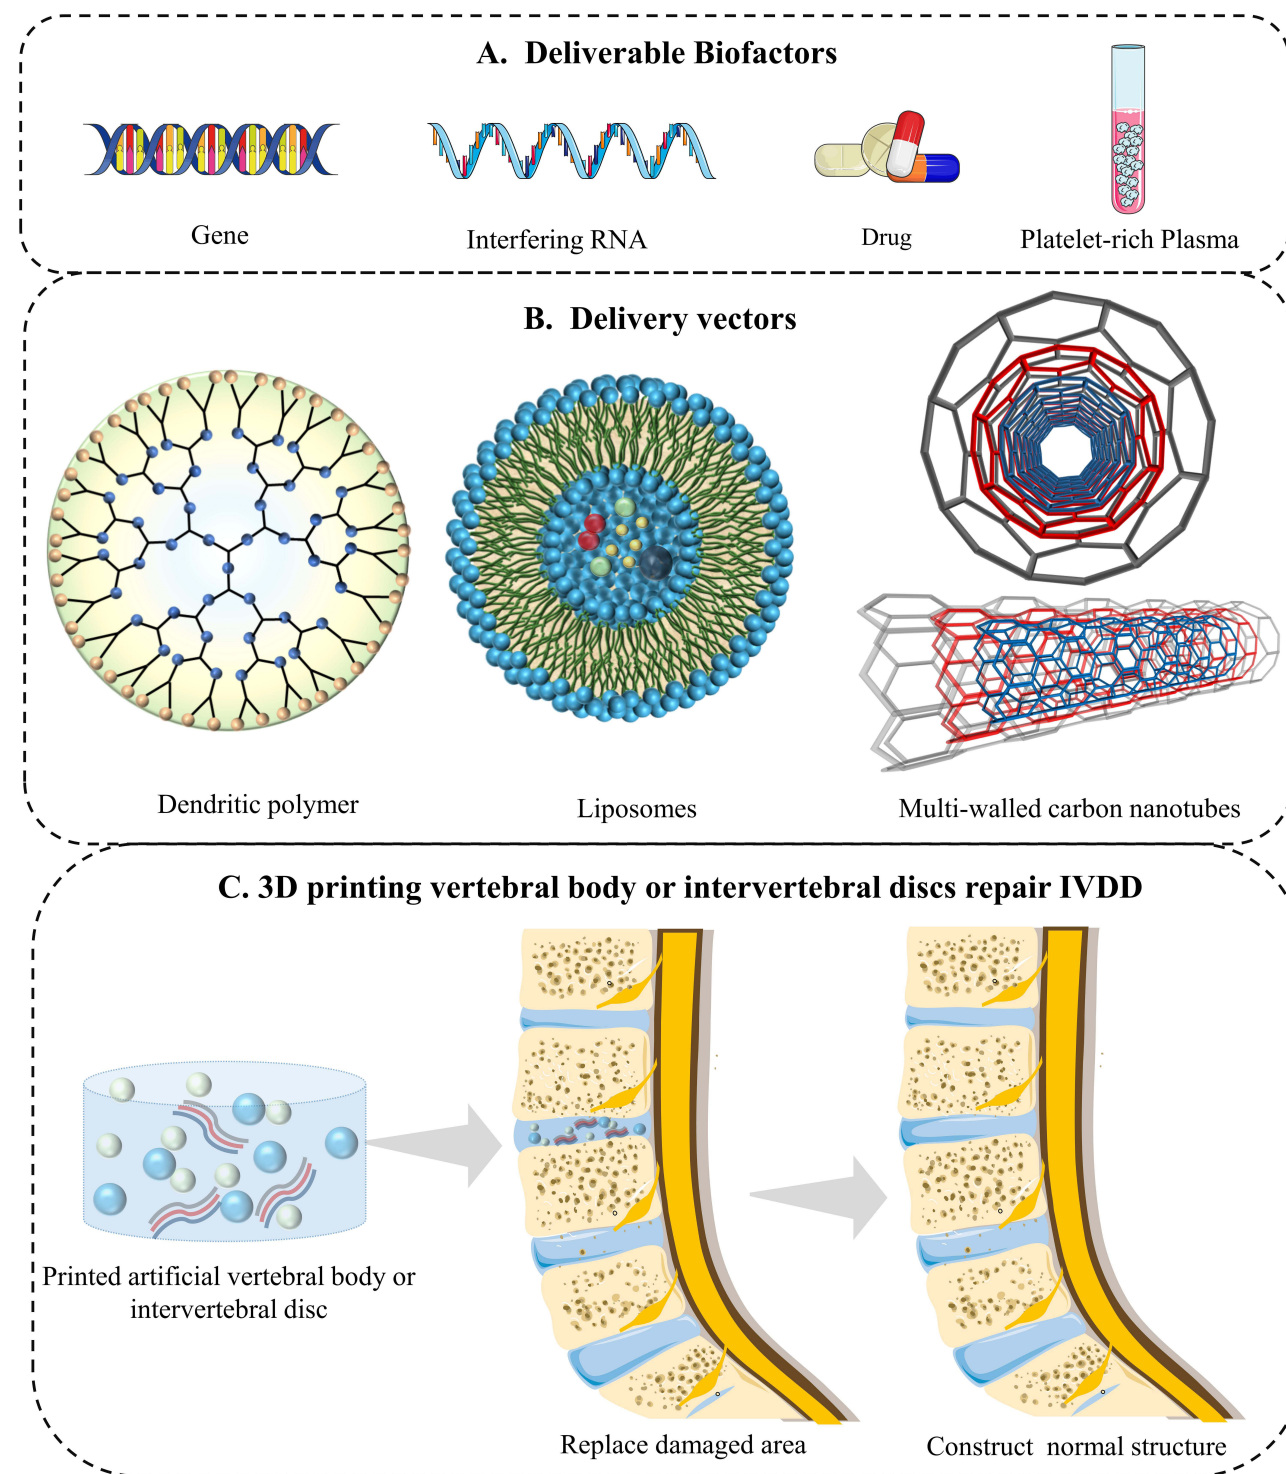 A. Deliverable Biofactors
Gene
Interfering RNA
Drug
Platelet-rich Plasma
B. Delivery vectors
Dendritic polymer
Liposomes
Multi-walled carbon nanotubes
C. 3D printing vertebral body or intervertebral discs repair IVDD
Printed artificial vertebral body or
intervertebral disc
Replace damaged area
Construct normal structure